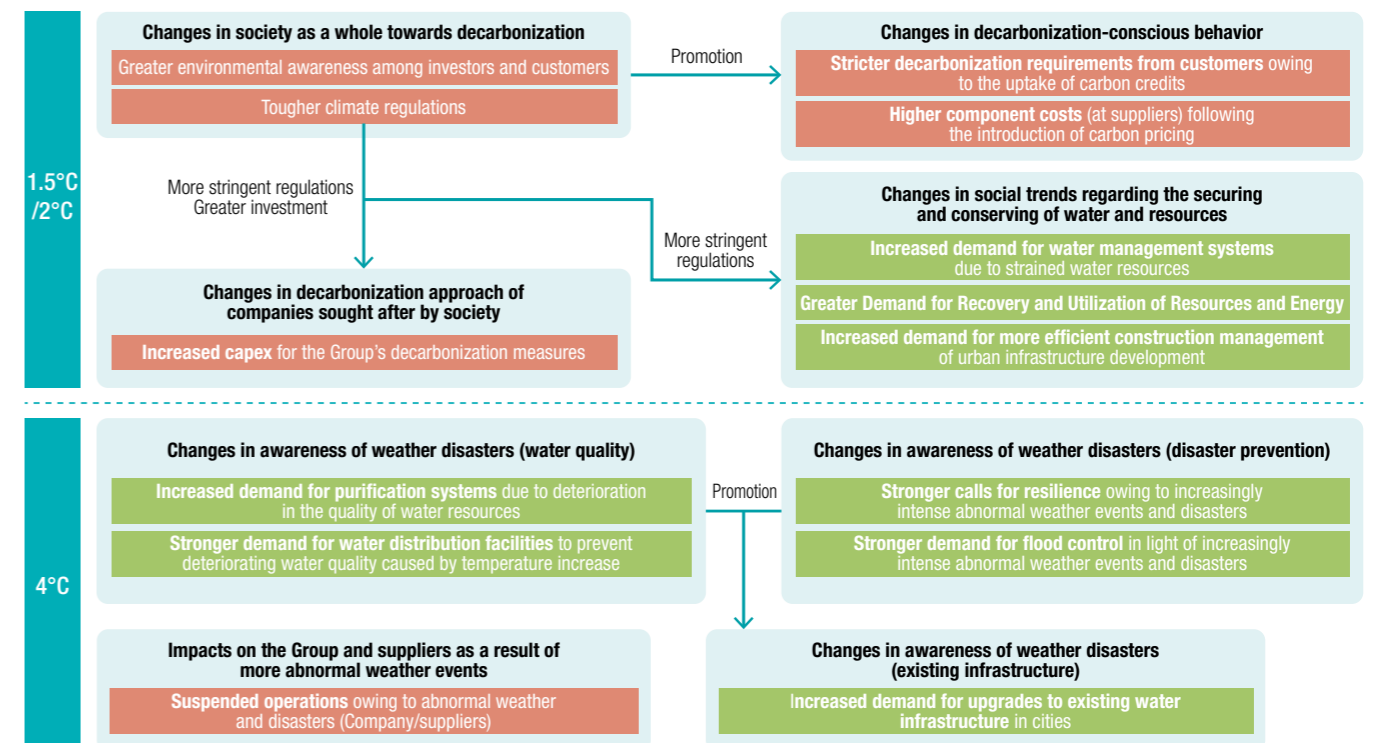 1.5°C
/2°C
Changes in society as a whole towards decarbonization
Greater environmental awareness among investors and customers
Tougher climate regulations
Promotion
Changes in decarbonization-conscious behavior
Stricter decarbonization requirements from customers owing
to the uptake of carbon credits
Higher component costs (at suppliers) following
the introduction of carbon pricing
More stringent regulations
Greater investment
More stringent
regulations
Changes in social trends regarding the securing
and conserving of water and resources
Increased demand for water management systems
due to strained water resources
Greater Demand for Recovery and Utilization of Resources and Energy
Increased demand for more efficient construction management
of urban infrastructure development
Changes in decarbonization approach of
companies sought after by society
Increased capex for the Group's decarbonization measures
4°C
Changes in awareness of weather disasters (water quality)
Increased demand for purification systems due to deterioration
in the quality of water resources
Stronger demand for water distribution facilities to prevent
deteriorating water quality caused by temperature increase
Promotion
Changes in awareness of weather disasters (disaster prevention)
Stronger calls for resilience owing to increasingly
intense abnormal weather events and disasters
Stronger demand for flood control in light of increasingly
intense abnormal weather events and disasters
Impacts on the Group and suppliers as a result of
more abnormal weather events
Suspended operations owing to abnormal weather
and disasters (Company/suppliers)
Changes in awareness of weather disasters
(existing infrastructure)
Increased demand for upgrades to existing water
infrastructure in cities